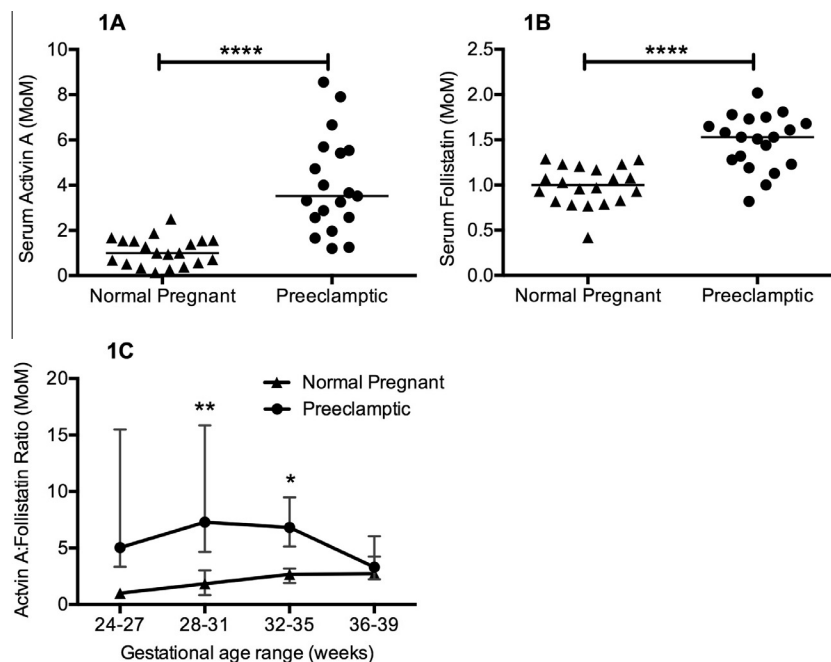 1A
****
10
8
6
4
2
0
Serum Activin A (MoM)
Normal Pregnant
Preeclamptic
1B
****
2.5
2.0
1.5
1.0
0.5
0.0
Serum Follistatin (MoM)
Normal Pregnant
Preeclamptic
1C
20
15
10
5
0
Actvin A:Follistatin Ratio (MoM)
Normal Pregnant
Preeclamptic
**
*
24-27 28-31 32-35 36-39
Gestational age range (weeks)